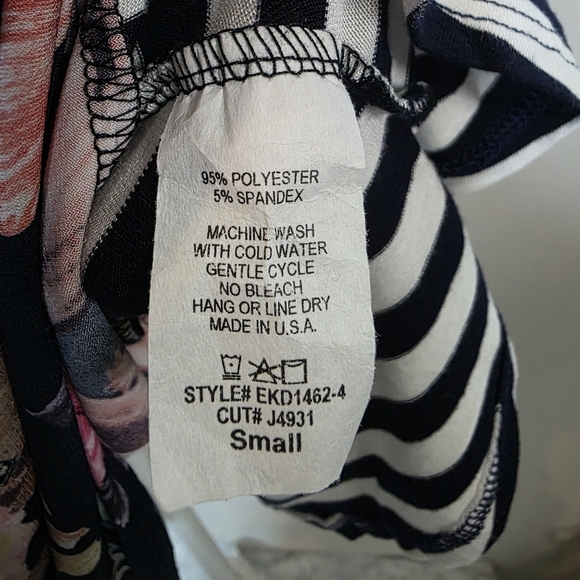 95% POLYESTER
5% SPANDEX
MACHINE WASH
WITH COLD WATER
GENTLE CYCLE
NO BLEACH
HANG OR LINE DRY
MADE IN U.S.A.
STYLE# EKD1462-4
CUT# J4931
Small